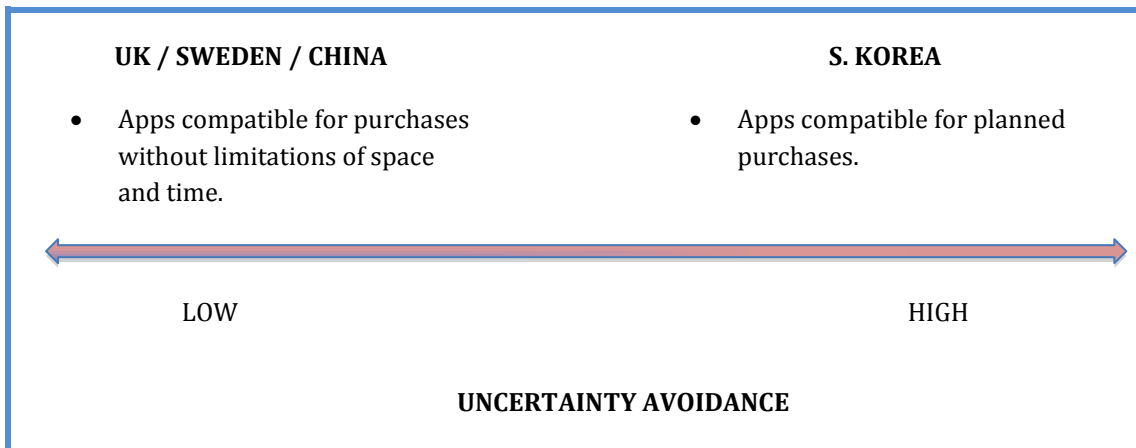 UK / SWEDEN / CHINA
• Apps compatible for purchases
without limitations of space
and time.
S. KOREA
• Apps compatible for planned
purchases.
LOW
HIGH
UNCERTAINTY AVOIDANCE